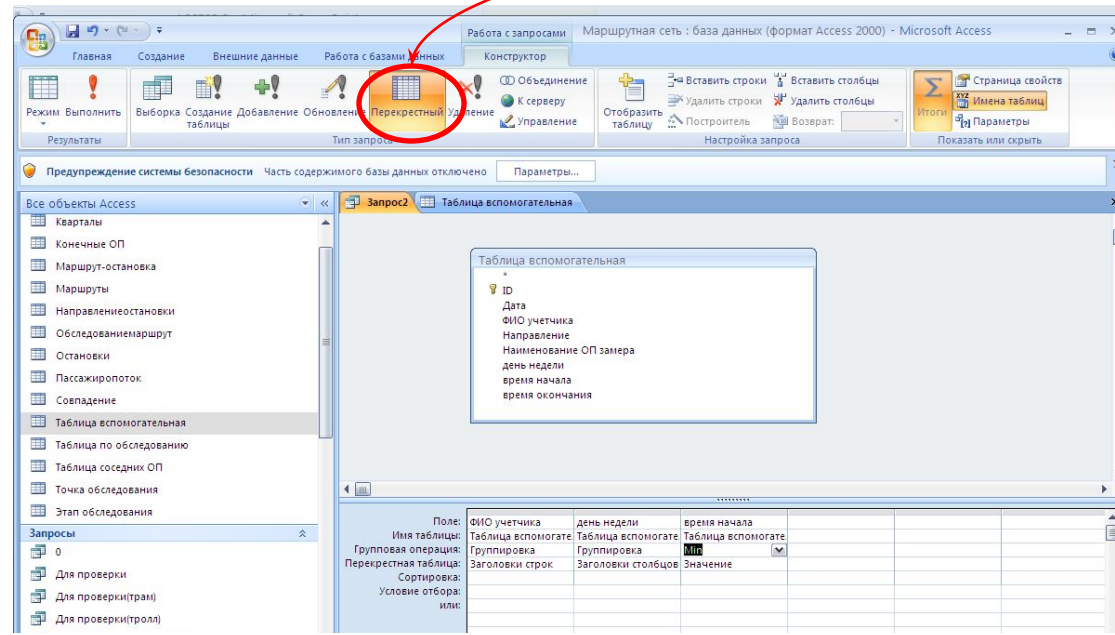 Работа с запросами
Маршрутная сеть : база данных (формат Access 2000) - Microsoft Access
Главная Создание Внешние данные Работа с базами данных Конструктор
Режим Выполнить
Выборка Создание таблицы Добавление Обновление Перекрестный Удаление
Объединение
К серверу
Управление
Отобразить таблицу
Вставить строки
Удалить строки
Построитель
Вставить столбцы
Удалить столбцы
Возврат:
Итоги
Страница свойств
Имена таблиц
Параметры
Результаты Тип запроса Настройка запроса Показать или скрыть
Предупреждение системы безопасности Часть содержимого базы данных отключено Параметры...
Все объекты Access
Запрос2 Таблица вспомогательная
Кварталы
Конечные ОП
Маршрут-остановка
Маршруты
Направлениеостановки
Обследованиемаршрут
Остановки
Пассажиропоток
Совпадение
Таблица вспомогательная
Таблица по обследованию
Таблица соседних ОП
Точка обследования
Этап обследования
Запросы
0
Для проверки
Для проверки(трам)
Для проверки(тролл)
Таблица вспомогательная
*
ID
Дата
ФИО учетчика
Направление
Наименование ОП замера
день недели
время начала
время окончания
Поле: ФИО учетчика день недели время начала
Имя таблицы: Таблица вспомогате Таблица вспомогате Таблица вспомогате
Групповая операция: Группировка Группировка Min
Перекрестная таблица: Заголовки строк Заголовки столбцов Значение
Сортировка:
Условие отбора:
или: